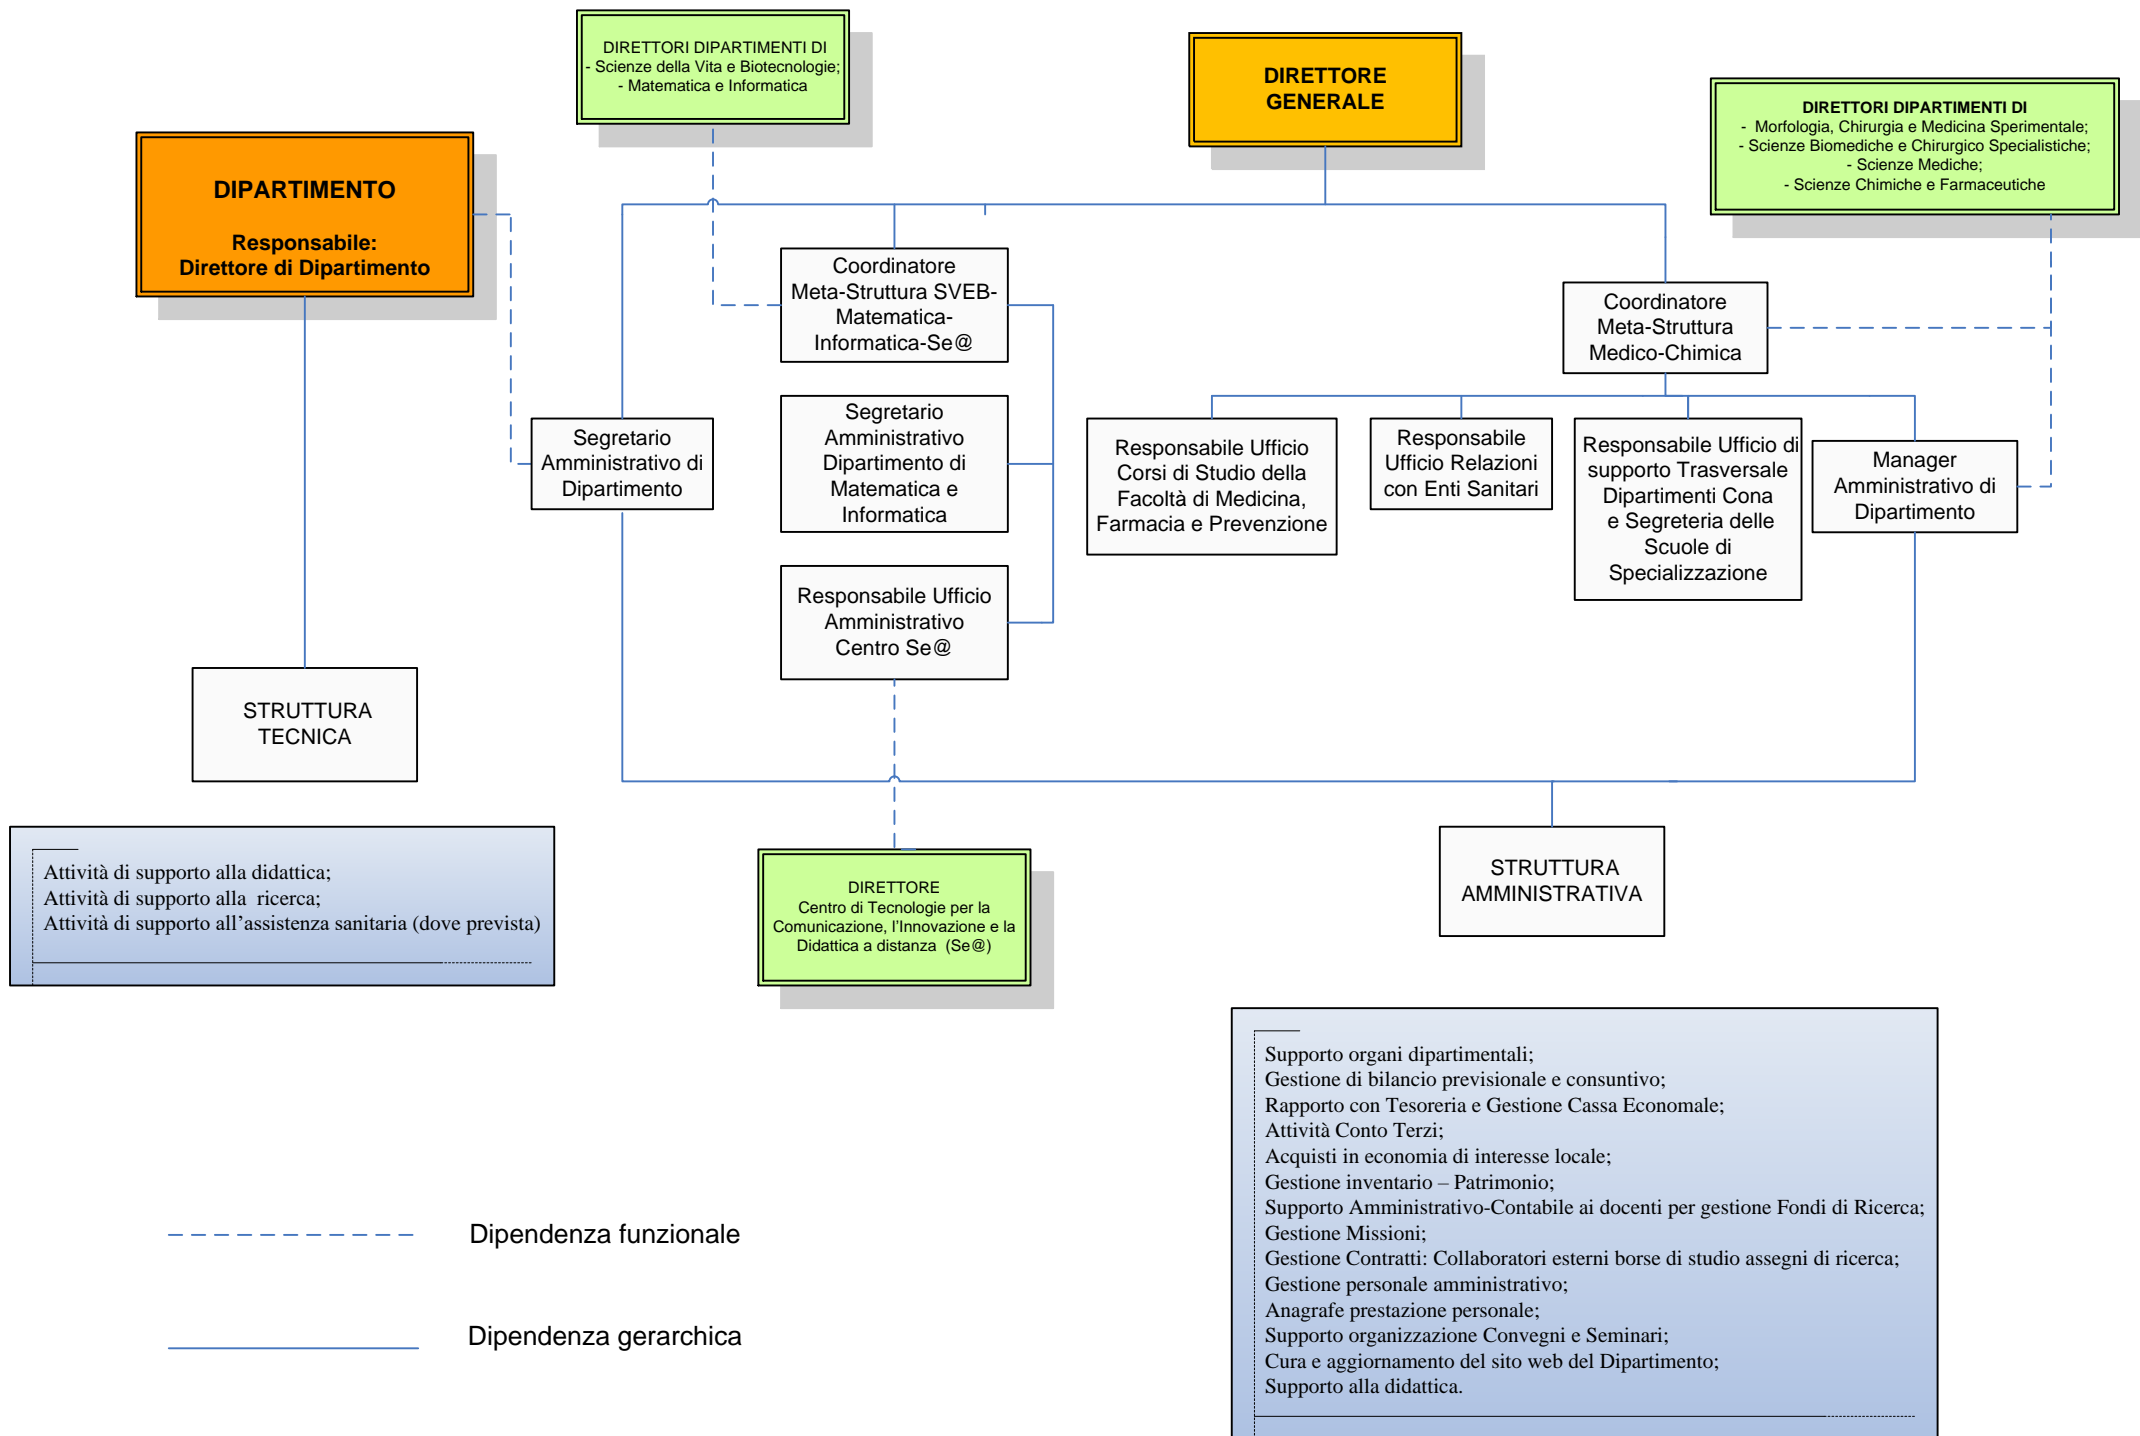 DIRETTORI DIPARTIMENTI DI
- Scienze della Vita e Biotecnologie;
- Matematica e Informatica
DIRETTORE
GENERALE
DIRETTORI DIPARTIMENTI DI
- Morfologia, Chirurgia e Medicina Sperimentale;
- Scienze Biomediche e Chirurgico Specialistiche;
- Scienze Mediche;
- Scienze Chimiche e Farmaceutiche
DIPARTIMENTO
Responsabile:
Direttore di Dipartimento
Coordinatore
Meta-Struttura SVEB-
Matematica-
Informatica-Se@
Coordinatore
Meta-Struttura
Medico-Chimica
Segretario
Amministrativo di
Dipartimento
Segretario
Amministrativo
Dipartimento di
Matematica e
Informatica
Responsabile Ufficio
Corsi di Studio della
Facoltà di Medicina,
Farmacia e Prevenzione
Responsabile
Ufficio Relazioni
con Enti Sanitari
Responsabile Ufficio di
supporto Trasversale
Dipartimenti Cona
e Segreteria delle
Scuole di
Specializzazione
Manager
Amministrativo di
Dipartimento
Responsabile Ufficio
Amministrativo
Centro Se@
STRUTTURA
TECNICA
Attività di supporto alla didattica;
Attività di supporto alla ricerca;
Attività di supporto all'assistenza sanitaria (dove prevista)
DIRETTORE
Centro di Tecnologie per la
Comunicazione, l'Innovazione e la
Didattica a distanza (Se@)
STRUTTURA
AMMINISTRATIVA
Supporto organi dipartimentali;
Gestione di bilancio previsionale e consuntivo;
Rapporto con Tesoreria e Gestione Cassa Economale;
Attività Conto Terzi;
Acquisti in economia di interesse locale;
Gestione inventario – Patrimonio;
Supporto Amministrativo-Contabile ai docenti per gestione Fondi di Ricerca;
Gestione Missioni;
Gestione Contratti: Collaboratori esterni borse di studio assegni di ricerca;
Gestione personale amministrativo;
Anagrafe prestazione personale;
Supporto organizzazione Convegni e Seminari;
Cura e aggiornamento del sito web del Dipartimento;
Supporto alla didattica.
Dipendenza funzionale
Dipendenza gerarchica